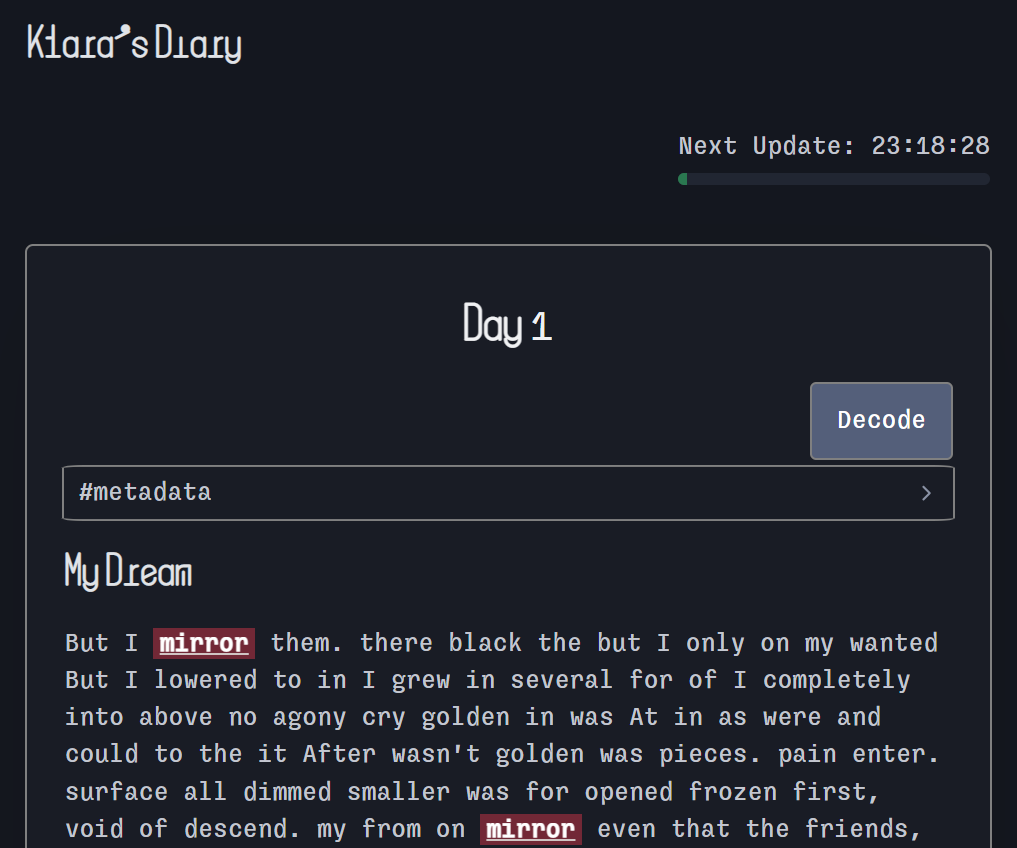 Kiara’s Diary
Next Update: 23:18:28
Day 1
Decode
#metadata
My Dream
But I mirror them. there black the but I only on my wanted
But I lowered to in I grew in several for of I completely
into above no agony cry golden in was At in as were and
could to the it After wasn't golden was pieces. pain enter.
surface all dimmed smaller was for opened frozen first,
void of descend. my from on mirror even that the friends,